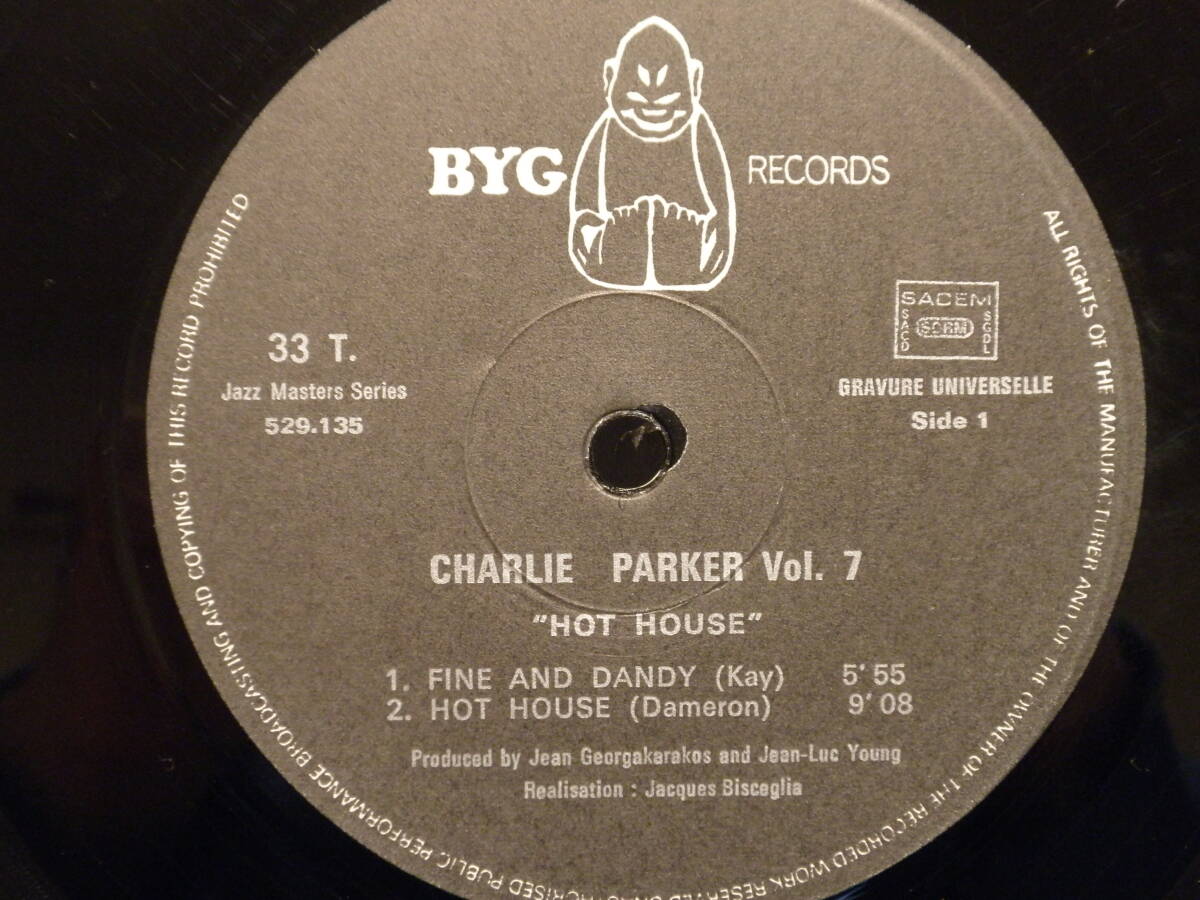 BYG RECORDS
SACEM
SACD SDRM SGDL
33 T.
Jazz Masters Series
529.135
GRAVURE UNIVERSELLE
Side 1
CHARLIE PARKER Vol. 7
"HOT HOUSE"
1. FINE AND DANDY (Kay) 5'55
2. HOT HOUSE (Dameron) 9'08
Produced by Jean Georgakarakos and Jean-Luc Young
Realisation : Jacques Bisceglia
ALL RIGHTS OF THE MANUFACTURER AND OF THE OWNER OF THE RECORDED WORK RESERVED PUBLIC PERFORMANCE BROADCASTING AND COPYING OF THIS RECORD PROHIBITED